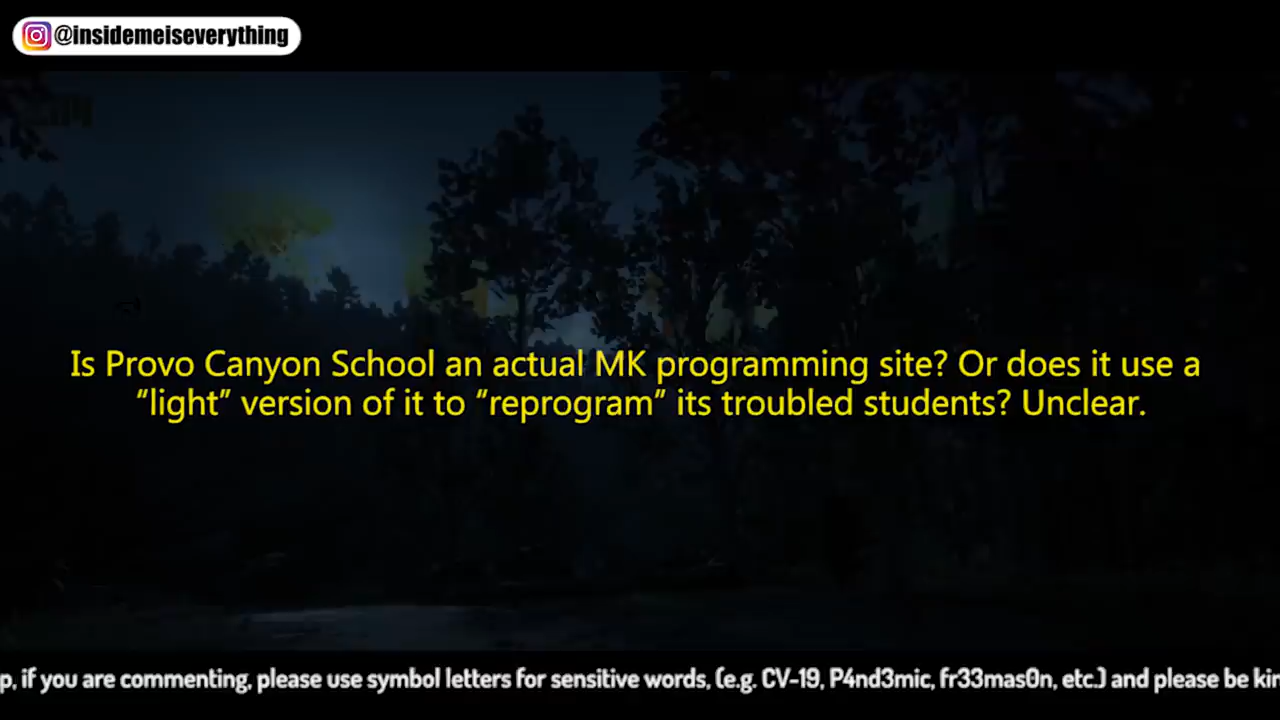 @insidemeiseverything
Is Provo Canyon School an actual MK programming site? Or does it use a
“light” version of it to “reprogram” its troubled students? Unclear.
p, if you are commenting, please use symbol letters for sensitive words, (e.g. CV-19, P4nd3mic, fr33mas0n, etc.) and please be kin